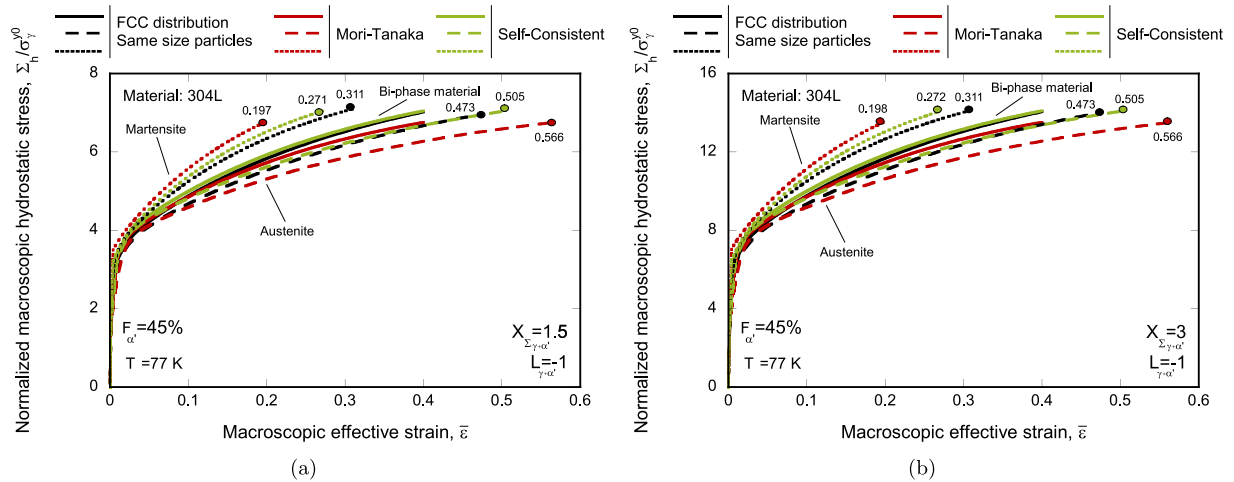 FCC distribution
Same size particles
Mori-Tanaka
Self-Consistent
Normalized macroscopic hydrostatic stress, Σ_h/σ_γ^y0
8
6
4
2
0
Material: 304L
Martensite
0.197
0.271
0.311
Bi-phase material
0.473
0.505
0.566
Austenite
F_α'=45%
T =77 K
X_Σγ+α'=1.5
L_γ+α'=-1
0 0.1 0.2 0.3 0.4 0.5 0.6
Macroscopic effective strain, ε̄
(a)
FCC distribution
Same size particles
Mori-Tanaka
Self-Consistent
Normalized macroscopic hydrostatic stress, Σ_h/σ_γ^y0
16
12
8
4
0
Material: 304L
Martensite
0.198
0.272
0.311
Bi-phase material
0.473
0.505
0.566
Austenite
F_α'=45%
T =77 K
X_Σγ+α'=3
L_γ+α'=-1
0 0.1 0.2 0.3 0.4 0.5 0.6
Macroscopic effective strain, ε̄
(b)